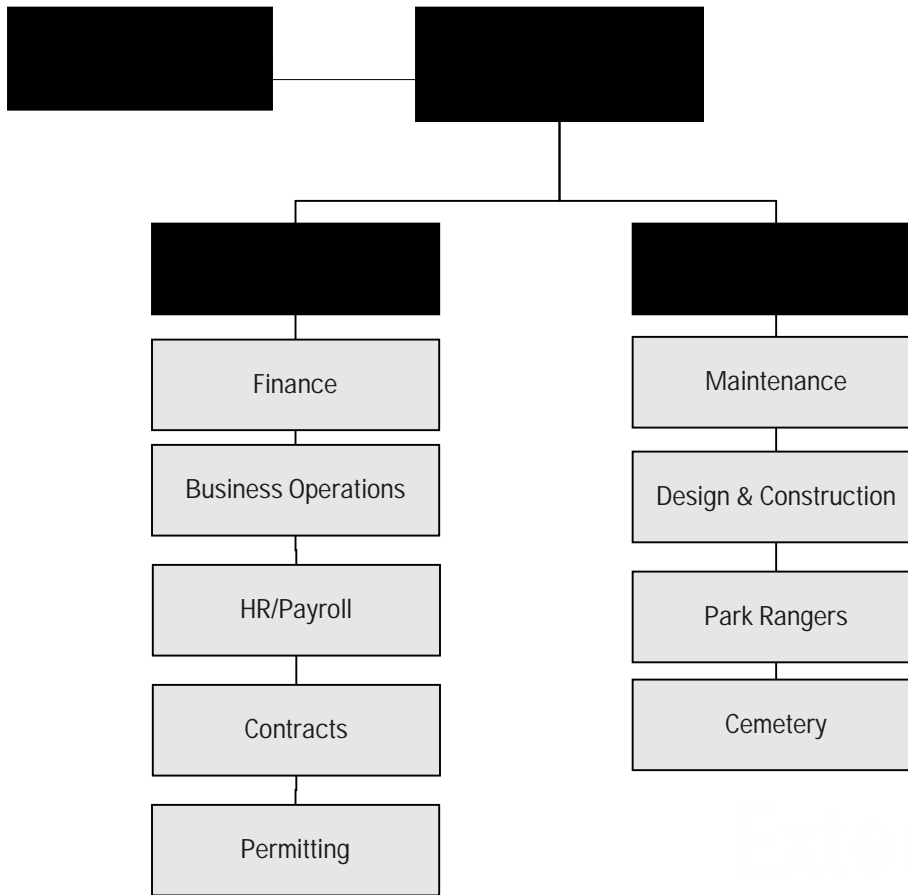 Finance
Business Operations
HR/Payroll
Contracts
Permitting
Maintenance
Design & Construction
Park Rangers
Cemetery